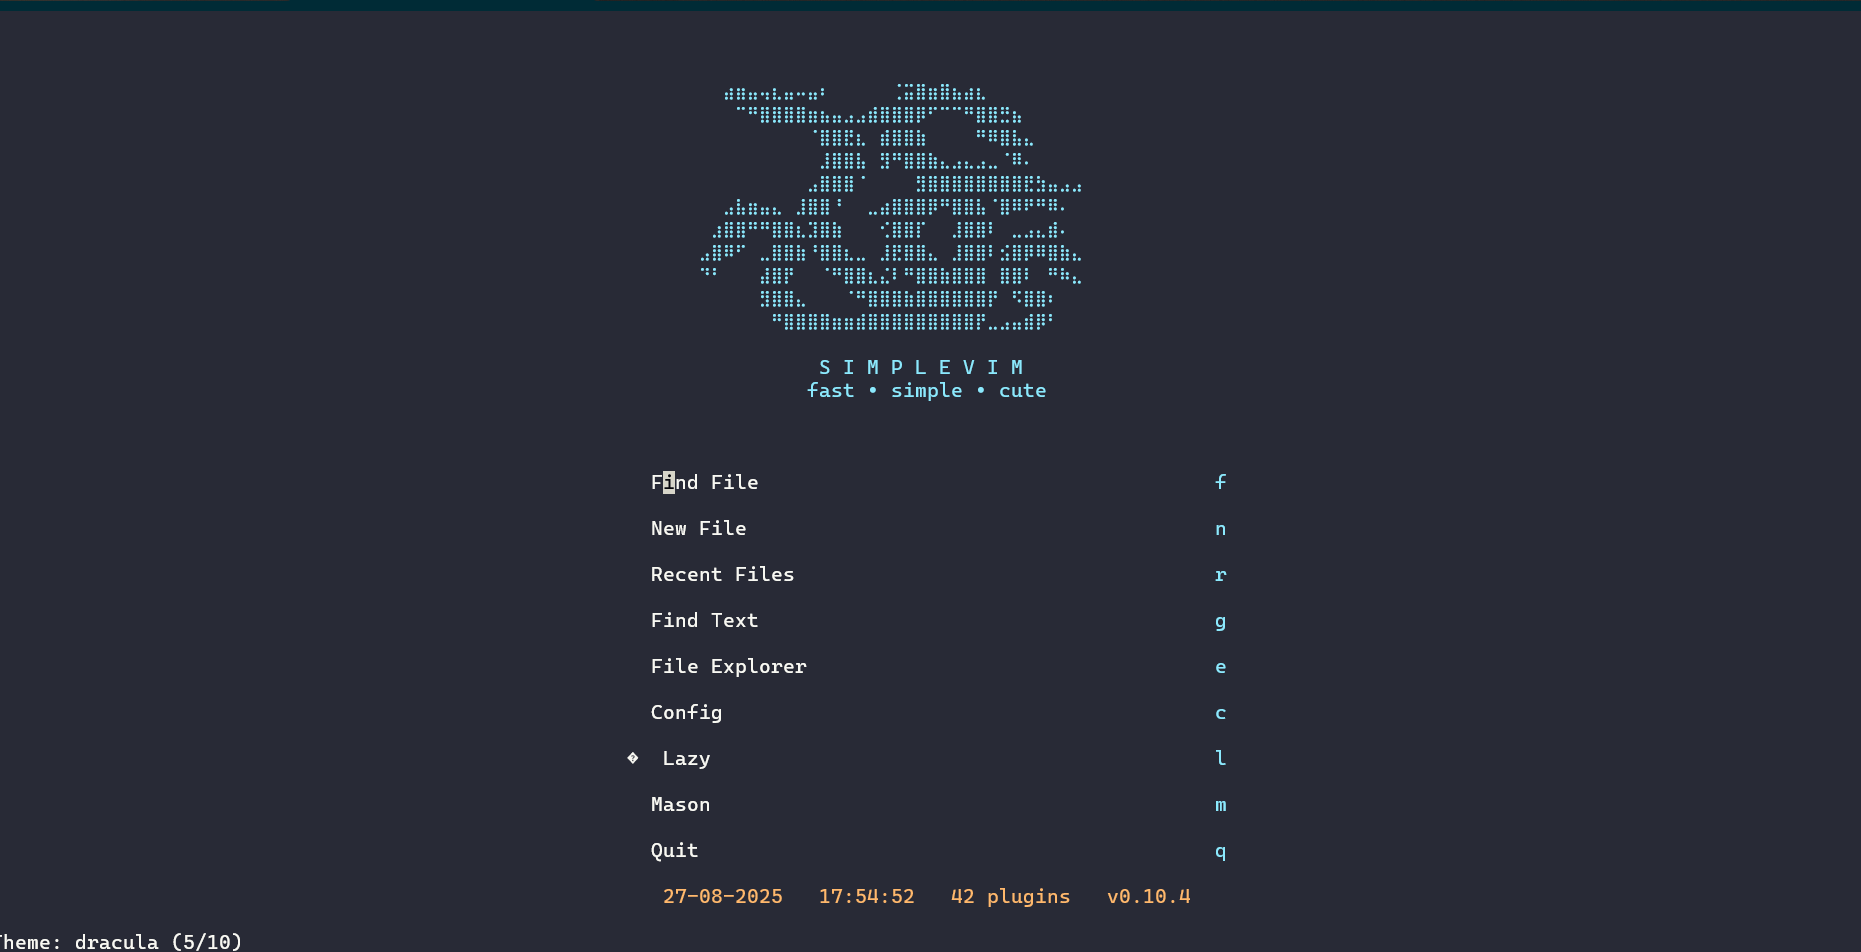 S I M P L E V I M
fast • simple • cute
Find File f
New File n
Recent Files r
Find Text g
File Explorer e
Config c
Lazy l
Mason m
Quit q
27-08-2025 17:54:52 42 plugins v0.10.4
Theme: dracula (5/10)